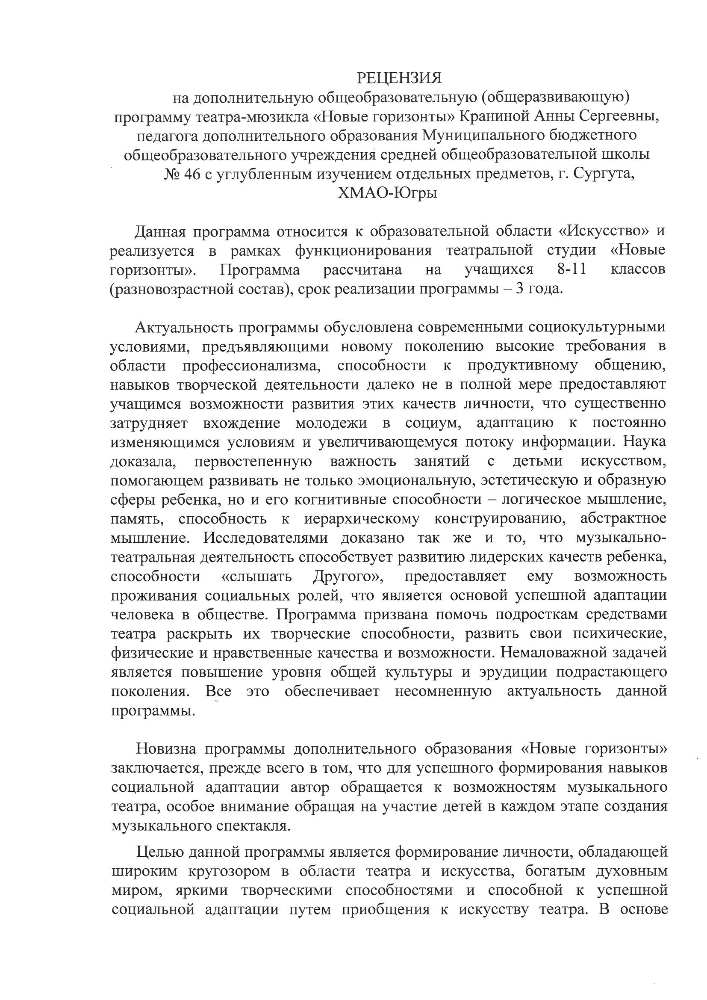 РЕЦЕНЗИЯ
на дополнительную общеобразовательную (общеразвивающую)
программу театра-мюзикла «Новые горизонты» Краниной Анны Сергеевны,
педагога дополнительного образования Муниципального бюджетного
общеобразовательного учреждения средней общеобразовательной школы
№ 46 с углубленным изучением отдельных предметов, г. Сургута,
ХМАО-Югры
Данная программа относится к образовательной области «Искусство» и
реализуется в рамках функционирования театральной студии «Новые
горизонты». Программа рассчитана на учащихся 8-11 классов
(разновозрастной состав), срок реализации программы – 3 года.
Актуальность программы обусловлена современными социокультурными
условиями, предъявляющими новому поколению высокие требования в
области профессионализма, способности к продуктивному общению,
навыков творческой деятельности далеко не в полной мере предоставляют
учащимся возможности развития этих качеств личности, что существенно
затрудняет вхождение молодежи в социум, адаптацию к постоянно
изменяющимся условиям и увеличивающемуся потоку информации. Наука
доказала, первостепенную важность занятий с детьми искусством,
помогающем развивать не только эмоциональную, эстетическую и образную
сферы ребенка, но и его когнитивные способности – логическое мышление,
память, способность к иерархическому конструированию, абстрактное
мышление. Исследователями доказано так же и то, что музыкально-
театральная деятельность способствует развитию лидерских качеств ребенка,
способности «слышать Другого», предоставляет ему возможность
проживания социальных ролей, что является основой успешной адаптации
человека в обществе. Программа призвана помочь подросткам средствами
театра раскрыть их творческие способности, развить свои психические,
физические и нравственные качества и возможности. Немаловажной задачей
является повышение уровня общей культуры и эрудиции подрастающего
поколения. Все это обеспечивает несомненную актуальность данной
программы.
Новизна программы дополнительного образования «Новые горизонты»
заключается, прежде всего в том, что для успешного формирования навыков
социальной адаптации автор обращается к возможностям музыкального
театра, особое внимание обращая на участие детей в каждом этапе создания
музыкального спектакля.
Целью данной программы является формирование личности, обладающей
широким кругозором в области театра и искусства, богатым духовным
миром, яркими творческими способностями и способной к успешной
социальной адаптации путем приобщения к искусству театра. В основе